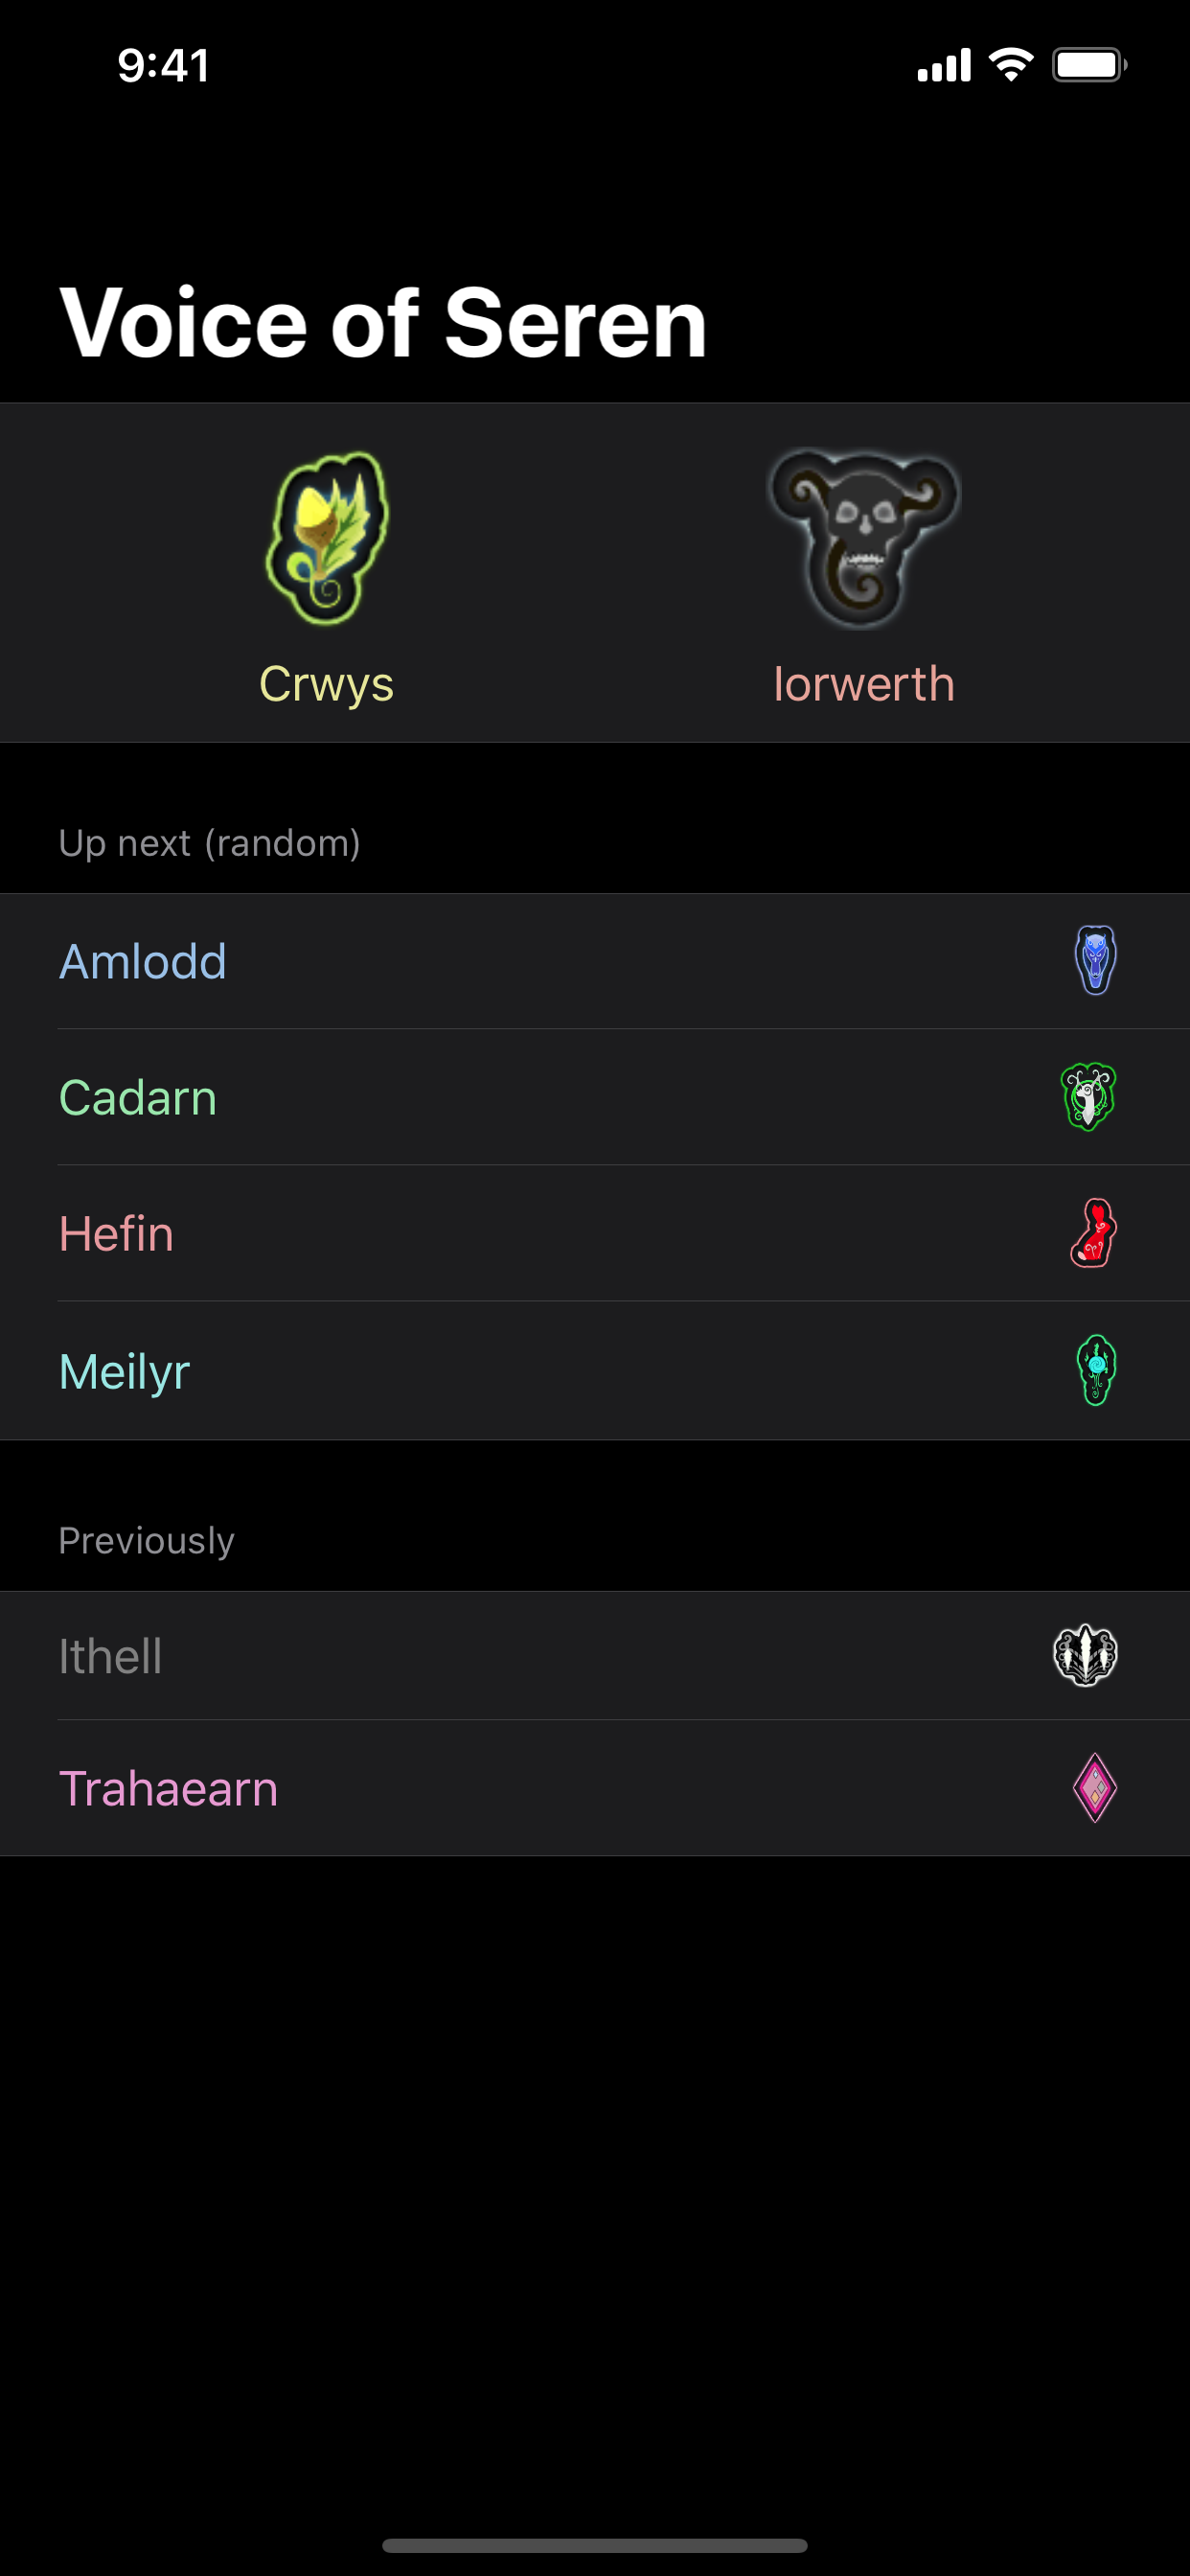 9:41
Voice of Seren
Crwys Iorwerth
Up next (random)
Amlodd
Cadarn
Hefin
Meilyr
Previously
Ithell
Trahaearn